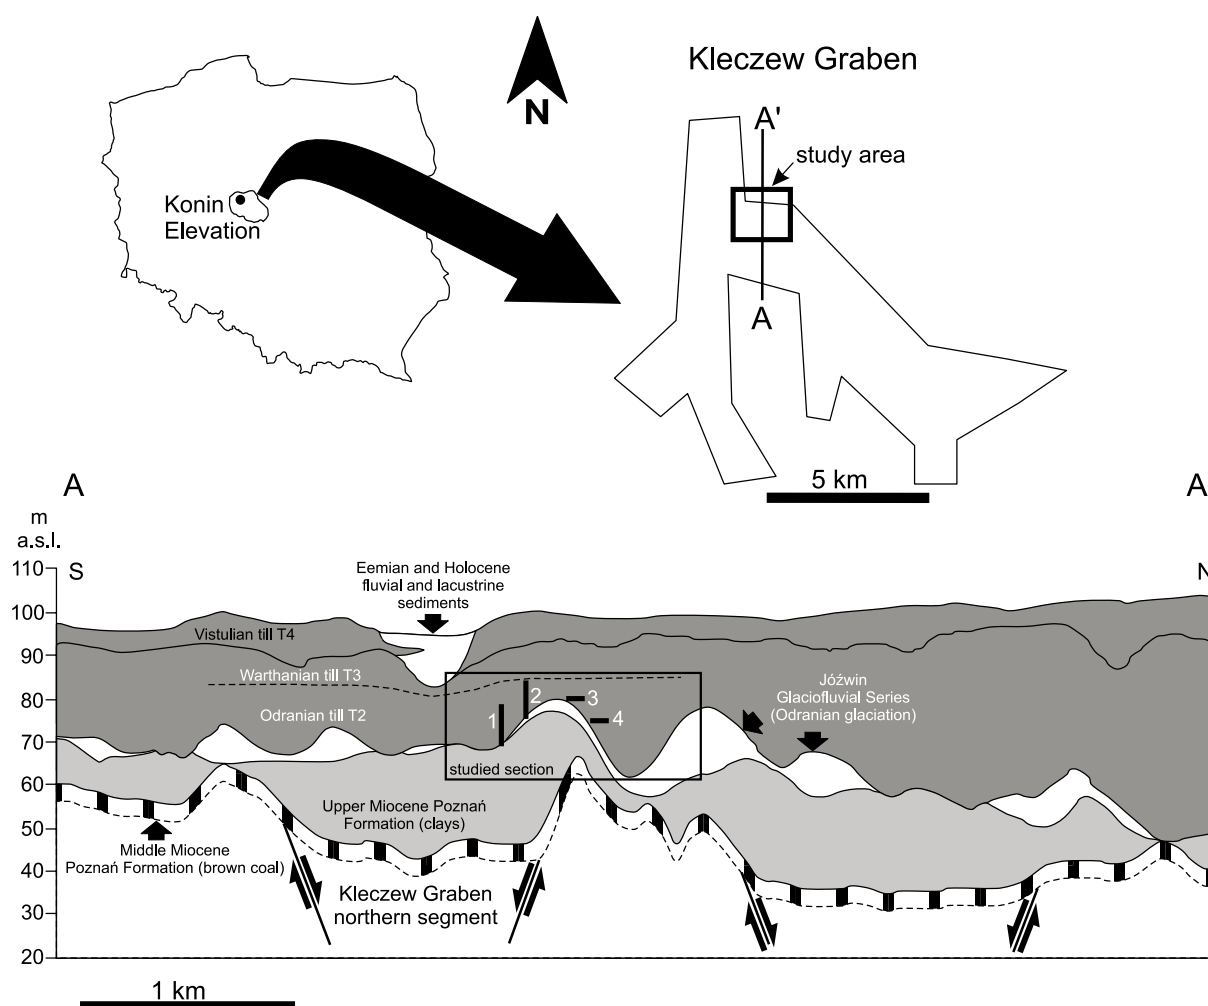 Kleczew Graben
N
A'
study area
Konin
Elevation
A
5 km
A
A
m
a.s.l.
110
S
N
Eemian and Holocene
fluvial and lacustrine
sediments
100
Vistulian till T4
90
Warthanian till T3
80
2
3
Jóźwin
Glaciofluvial Series
(Odranian glaciation)
Odranian till T2
1
4
70
studied section
60
Upper Miocene Poznań
Formation (clays)
50
Middle Miocene
Poznań Formation (brown coal)
40
Kleczew Graben
northern segment
30
20
1 km